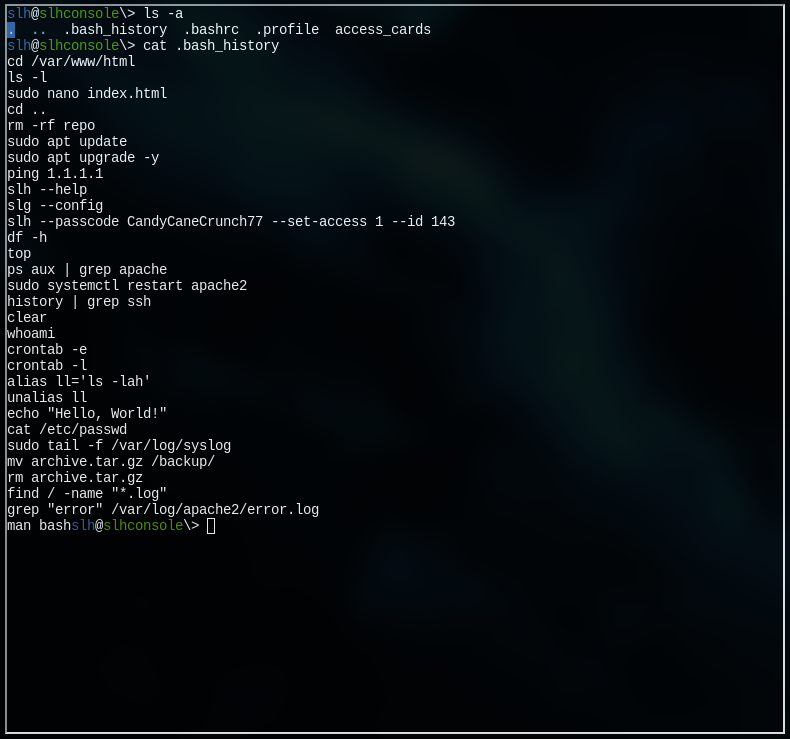 slh@slhconsole\> ls -a
.  ..  .bash_history  .bashrc  .profile  access_cards
slh@slhconsole\> cat .bash_history
cd /var/www/html
ls -l
sudo nano index.html
cd ..
rm -rf repo
sudo apt update
sudo apt upgrade -y
ping 1.1.1.1
slh --help
slg --config
slh --passcode CandyCaneCrunch77 --set-access 1 --id 143
df -h
top
ps aux | grep apache
sudo systemctl restart apache2
history | grep ssh
clear
whoami
crontab -e
crontab -l
alias ll='ls -lah'
unalias ll
echo "Hello, World!"
cat /etc/passwd
sudo tail -f /var/log/syslog
mv archive.tar.gz /backup/
rm archive.tar.gz
find / -name "*.log"
grep "error" /var/log/apache2/error.log
man bashslh@slhconsole\>